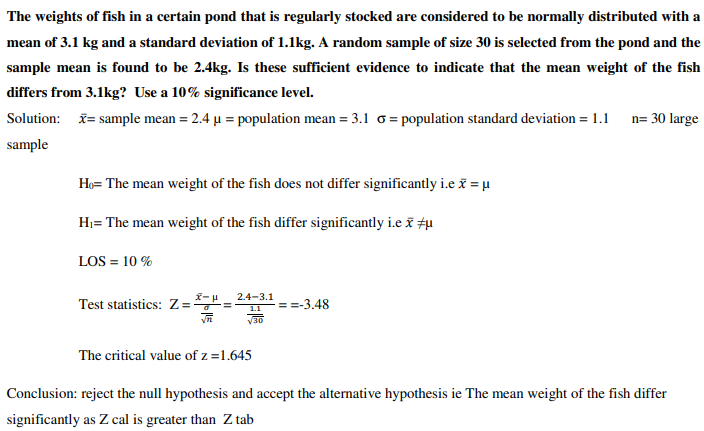 The weights of fish in a certain pond that is regularly stocked are considered to be normally distributed with a
mean of 3.1 kg and a standard deviation of 1.1kg. A random sample of size 30 is selected from the pond and the
sample mean is found to be 2.4kg. Is these sufficient evidence to indicate that the mean weight of the fish
differs from 3.1kg? Use a 10% significance level.
Solution: x̄= sample mean = 2.4 μ = population mean = 3.1 σ = population standard deviation = 1.1 n= 30 large
sample
H₀= The mean weight of the fish does not differ significantly i.e x̄ = μ
H₁= The mean weight of the fish differ significantly i.e x̄ ≠μ
LOS = 10 %
Test statistics: Z = (x̄− μ)/(σ/√n) = (2.4−3.1)/(1.1/√30) = =-3.48
The critical value of z =1.645
Conclusion: reject the null hypothesis and accept the alternative hypothesis ie The mean weight of the fish differ
significantly as Z cal is greater than Z tab